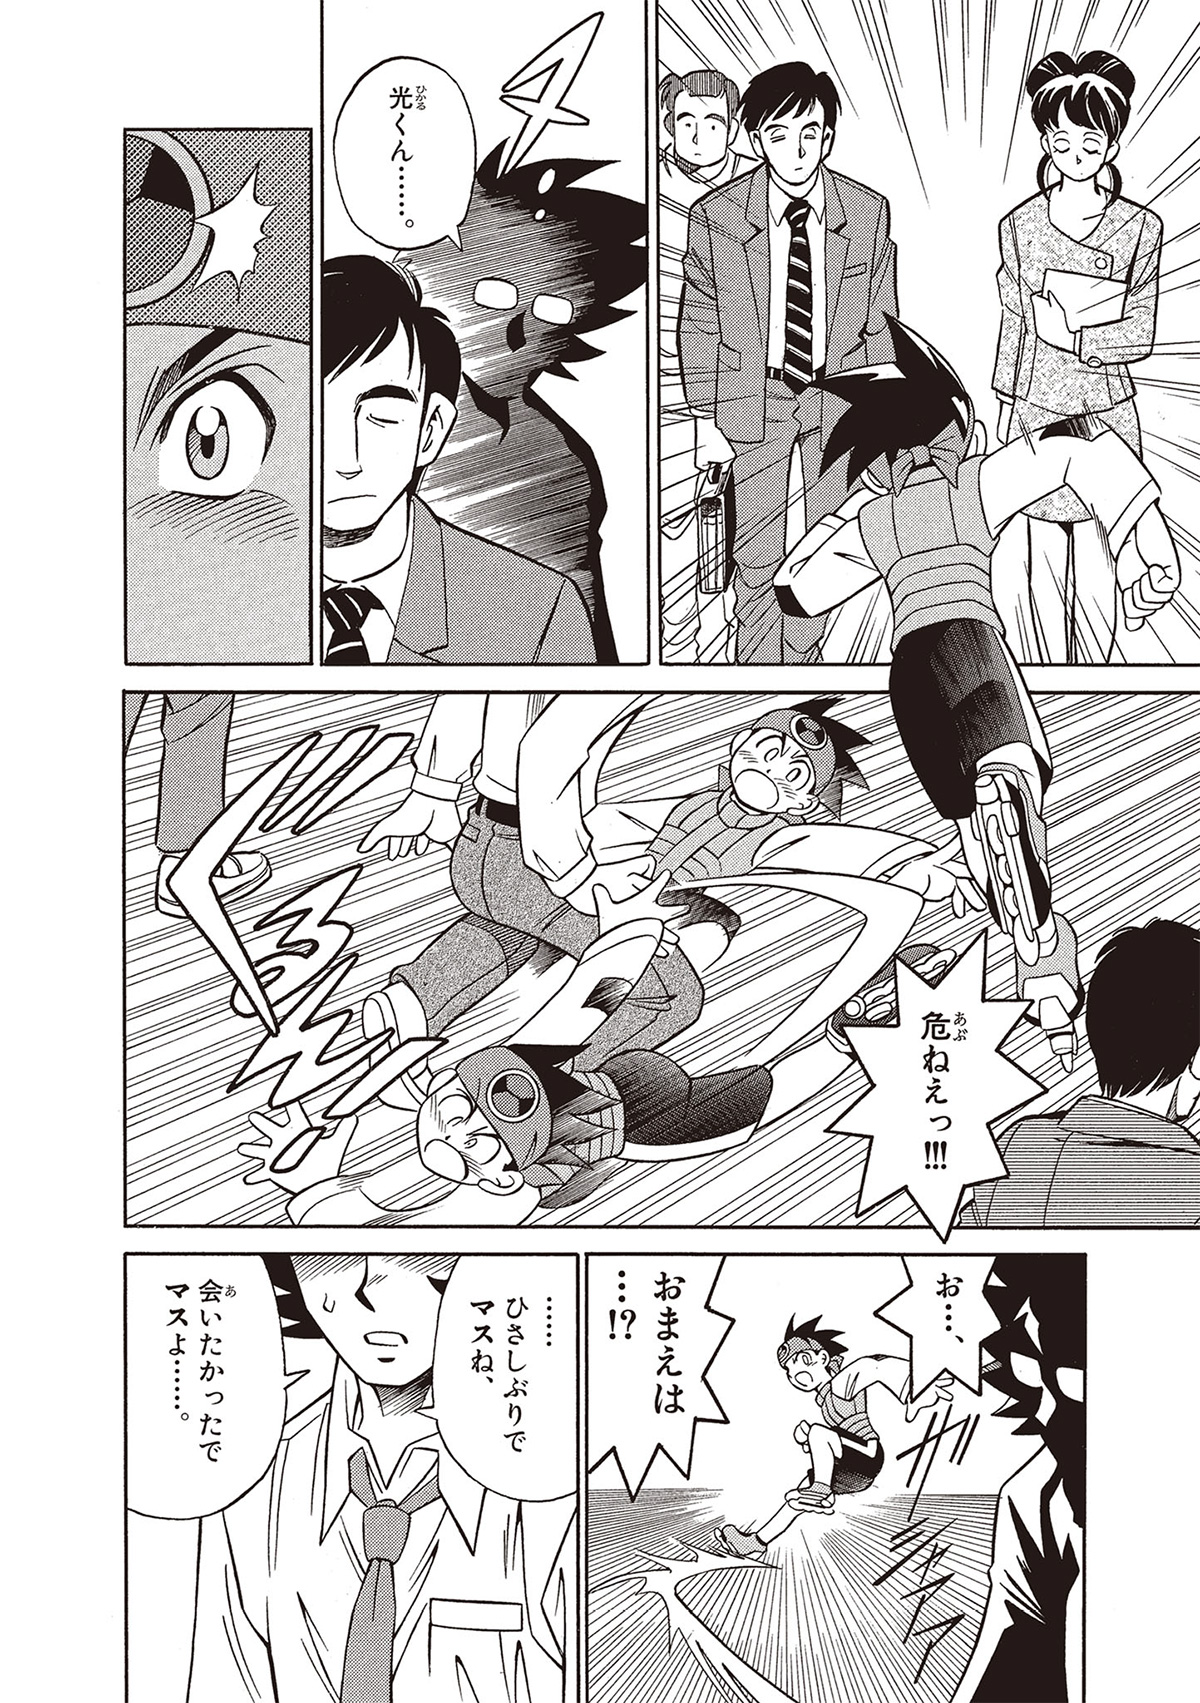 光くん……。
危ねえっ!!!
お…、
おまえは
…!?
……
ひさしぶりで
マスね、
会いたかったで
マスよ……。